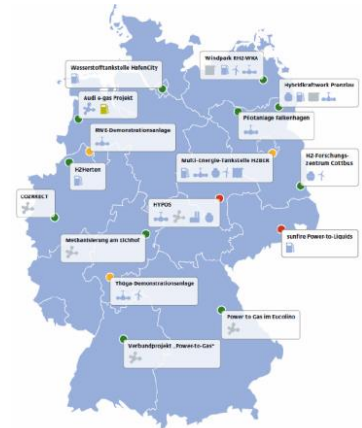 Wasserstofftankstelle HafenCity
Windpark RH2-WKA
Audi e-gas Projekt
Hybridkraftwerk Prenzlau
Pilotanlage Falkenhagen
RWE-Demonstrationsanlage
Multi-Energie-Tankstelle H2BER
H2-Forschungs-
zentrum Cottbus
H2Herten
HYPOS
sunfire Power-to-Liquids
Methanisierung am Eichhof
Thüga-Demonstrationsanlage
Power to Gas im Eucolino
Verbundprojekt „Power-to-Gas"